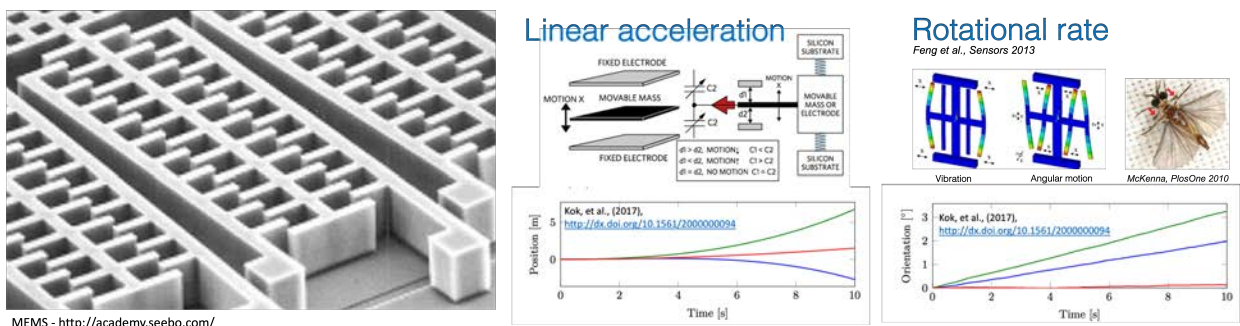 MEMS - http://academy.seebo.com/
Linear acceleration
FIXED ELECTRODE
MOTION X
MOVABLE MASS
FIXED ELECTRODE
C2
C2
MOTION
X
d1
d2
SILICON
SUBSTRATE
MOVABLE
MASS OR
ELECTRODE
SILICON
SUBSTRATE
d1 > d2, MOTION↓ C1 < C2
d1 < d2, MOTION↑ C1 > C2
d1 = d2, NO MOTION C1 = C2
Kok, et al., (2017),
http://dx.doi.org/10.1561/2000000094
Position [m]
5
0
0 2 4 6 8 10
Time [s]
Rotational rate
Feng et al., Sensors 2013
Vibration
Angular motion
McKenna, PlosOne 2010
Kok, et al., (2017),
http://dx.doi.org/10.1561/2000000094
Orientation [°]
3
2
1
0
0 2 4 6 8 10
Time [s]